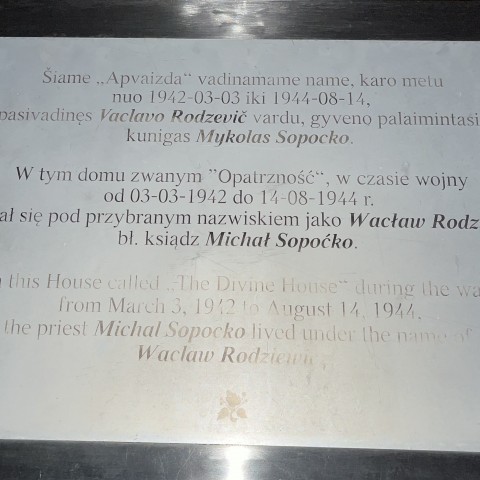 Šiame „Apvaizda“ vadinamame name, karo metu
nuo 1942-03-03 iki 1944-08-14,
pasivadinęs Vaclavo Rodzevič vardu, gyveno palaimintasi
kunigas Mykolas Sopocko.
W tym domu zwanym ”Opatrzność“, w czasie wojny
od 03-03-1942 do 14-08-1944 r.
ał się pod przybranym nazwiskiem jako Wacław Rodz
bł. ksiądz Michał Sopoćko.
this House called „The Divine House“ during the wa
from March 3, 1942 to August 14, 1944,
the priest Michal Sopocko lived under the name of
Waclaw Rodziewic